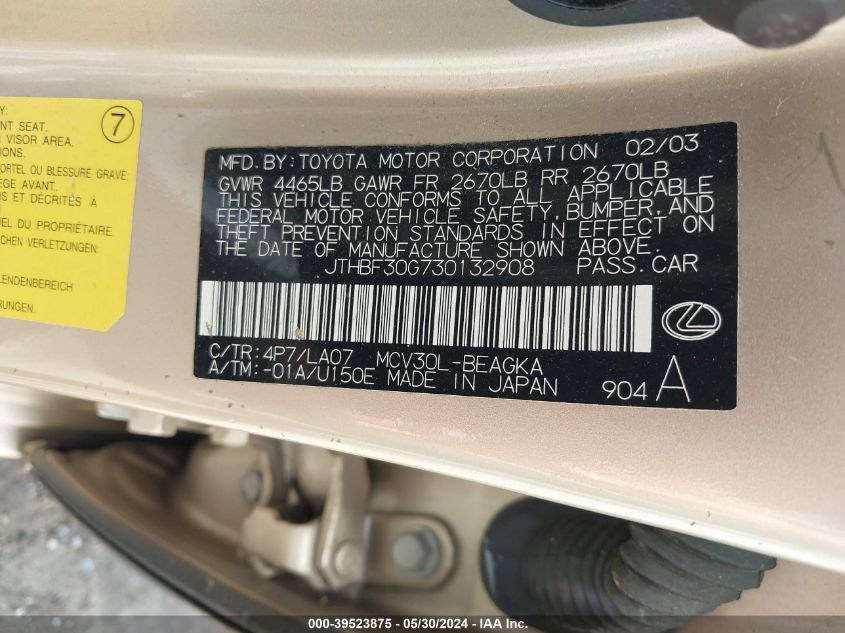 Y:
NT SEAT.
VISOR AREA.
IONS.
ORTEL OU BLESSURE GRAVE
GE AVANT.
S ET DÉCRITES À
EL DU PROPRIÉTAIRE.
CHEN VERLETZUNGEN:
LENDENBEREICH
RUNGEN.
7
MFD. BY: TOYOTA MOTOR CORPORATION 02/03
GVWR 4465LB GAWR FR 2670LB RR 2670LB
THIS VEHICLE CONFORMS TO ALL APPLICABLE
FEDERAL MOTOR VEHICLE SAFETY, BUMPER, AND
THEFT PREVENTION STANDARDS IN EFFECT ON
THE DATE OF MANUFACTURE SHOWN ABOVE.
JTHBF30G730132908 PASS. CAR
C/TR: 4P7/LA07 MCV30L-BEAGKA
A/TM: -01A/U150E MADE IN JAPAN
904 A
000-39523875 - 05/30/2024 - IAA Inc.